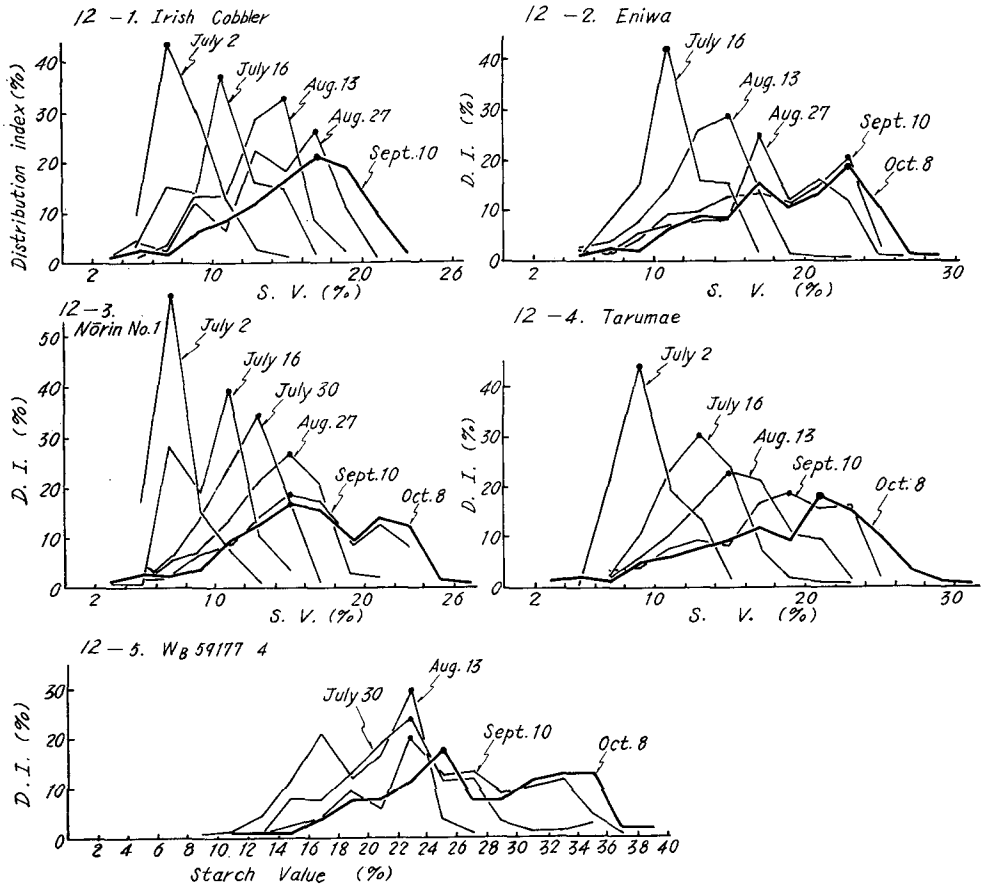 12-1. Irish Cobbler
Distribution index (%)
40
30
20
10
0
July 2
July 16
Aug. 13
Aug. 27
Sept. 10
2 10 20 26
S. V. (%)
12-2. Eniwa
D. I. (%)
40
30
20
10
0
July 16
Aug. 13
Aug. 27
Sept. 10
Oct. 8
2 10 20 30
S. V. (%)
12-3.
Nōrin No.1
D. I. (%)
50
40
30
20
10
0
July 2
July 16
July 30
Aug. 27
Sept. 10
Oct. 8
2 10 20 26
S. V. (%)
12-4. Tarumae
D. I. (%)
40
30
20
10
0
July 2
July 16
Aug. 13
Sept. 10
Oct. 8
2 10 20 30
S. V. (%)
12-5. WB 59177 4
D. I. (%)
30
20
10
0
July 30
Aug. 13
Sept. 10
Oct. 8
2 4 6 8 10 12 14 16 18 20 22 24 26 28 30 32 34 36 38 40
Starch Value (%)